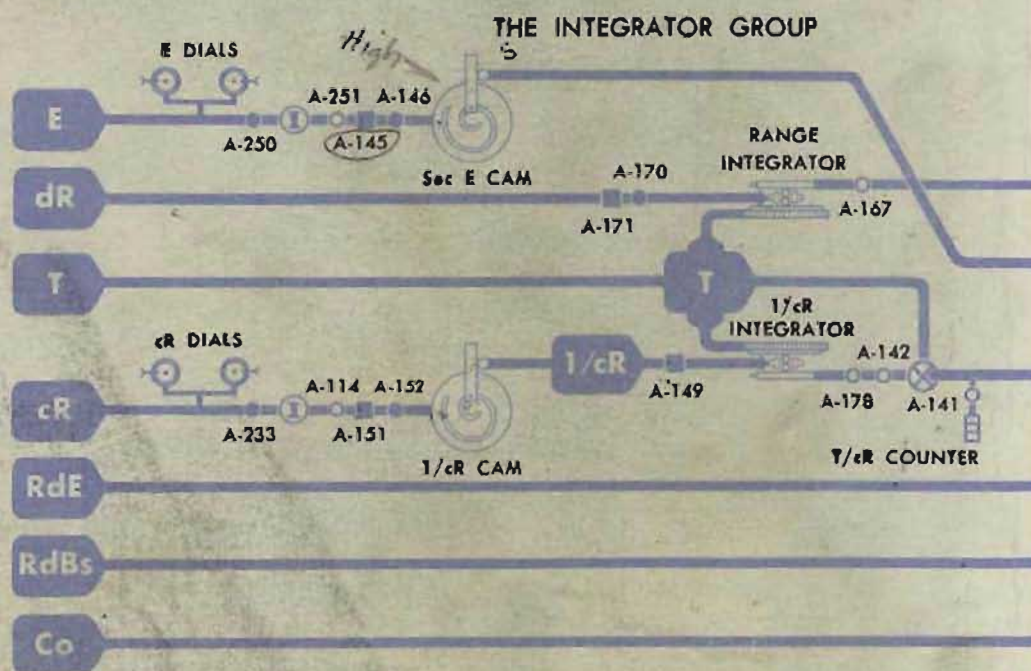 THE INTEGRATOR GROUP
High
S
E DIALS
E
A-250
A-251
A-145
A-146
Sec E CAM
RANGE
INTEGRATOR
dR
A-171
A-170
A-167
T
T
1/cR
INTEGRATOR
cR DIALS
cR
A-233
A-114
A-151
A-152
1/cR CAM
1/cR
A-149
A-142
A-178
A-141
T/cR COUNTER
RdE
RdBs
Co